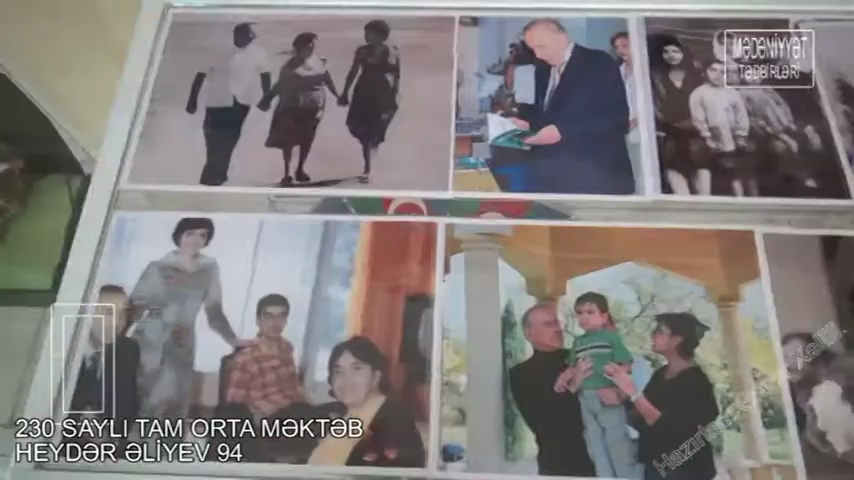 MƏDƏNİYYƏT
TƏDBİRLƏRİ
230 SAYLI TAM ORTA MƏKTƏB
HEYDƏR ƏLİYEV 94